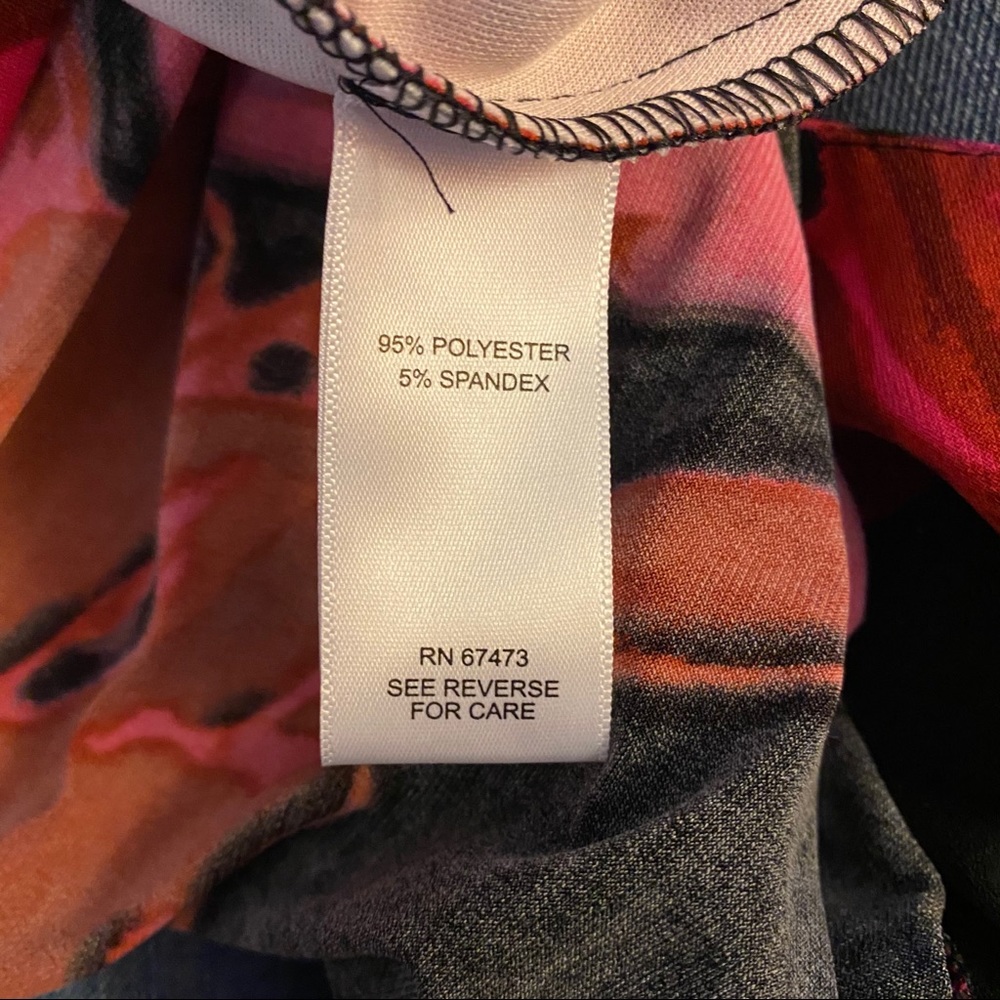 95% POLYESTER
5% SPANDEX
RN 67473
SEE REVERSE
FOR CARE